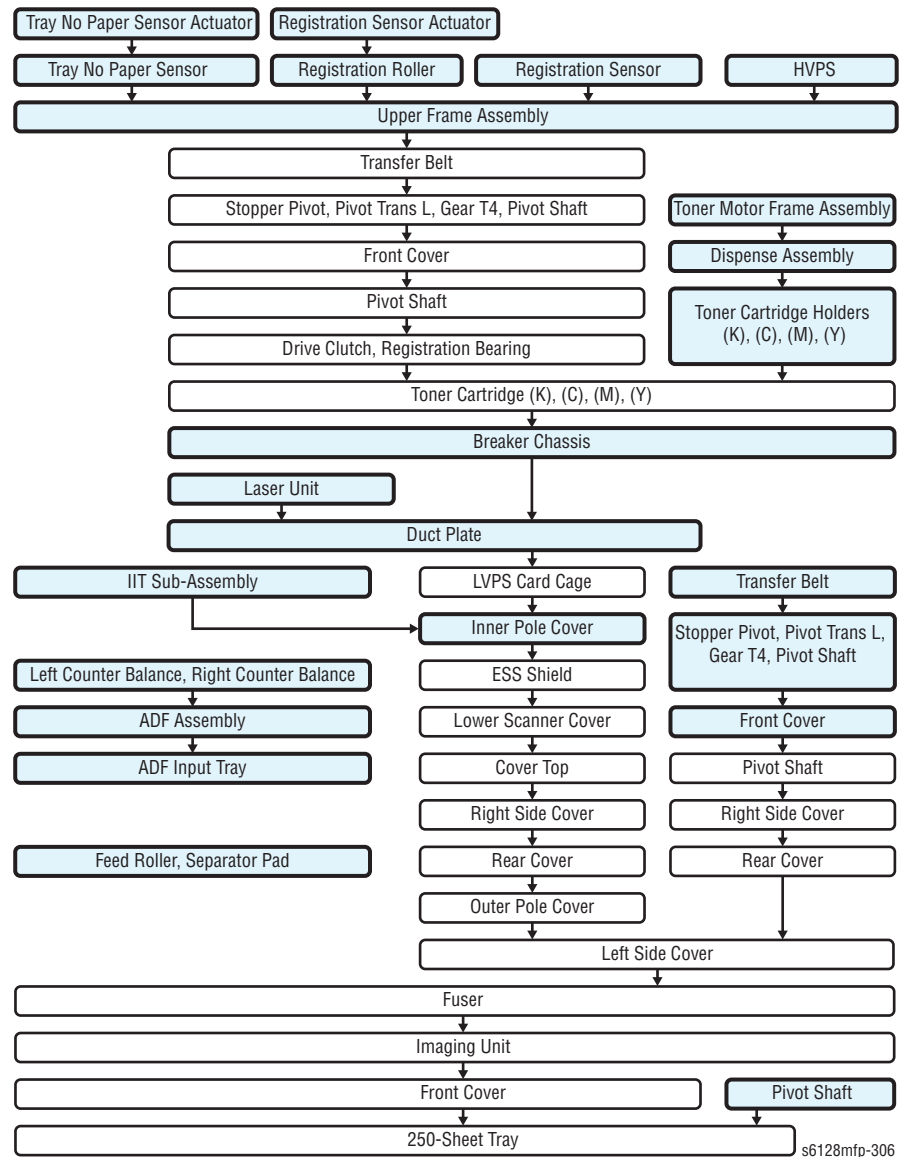 Tray No Paper Sensor Actuator
Registration Sensor Actuator
Tray No Paper Sensor
Registration Roller
Registration Sensor
HVPS
Upper Frame Assembly
Transfer Belt
Stopper Pivot, Pivot Trans L, Gear T4, Pivot Shaft
Toner Motor Frame Assembly
Front Cover
Dispense Assembly
Pivot Shaft
Toner Cartridge Holders
(K), (C), (M), (Y)
Drive Clutch, Registration Bearing
Toner Cartridge (K), (C), (M), (Y)
Breaker Chassis
Laser Unit
Duct Plate
IIT Sub-Assembly
LVPS Card Cage
Transfer Belt
Inner Pole Cover
Stopper Pivot, Pivot Trans L,
Gear T4, Pivot Shaft
Left Counter Balance, Right Counter Balance
ESS Shield
ADF Assembly
Lower Scanner Cover
Front Cover
ADF Input Tray
Cover Top
Pivot Shaft
Right Side Cover
Right Side Cover
Feed Roller, Separator Pad
Rear Cover
Rear Cover
Outer Pole Cover
Left Side Cover
Fuser
Imaging Unit
Front Cover
Pivot Shaft
250-Sheet Tray
s6128mfp-306